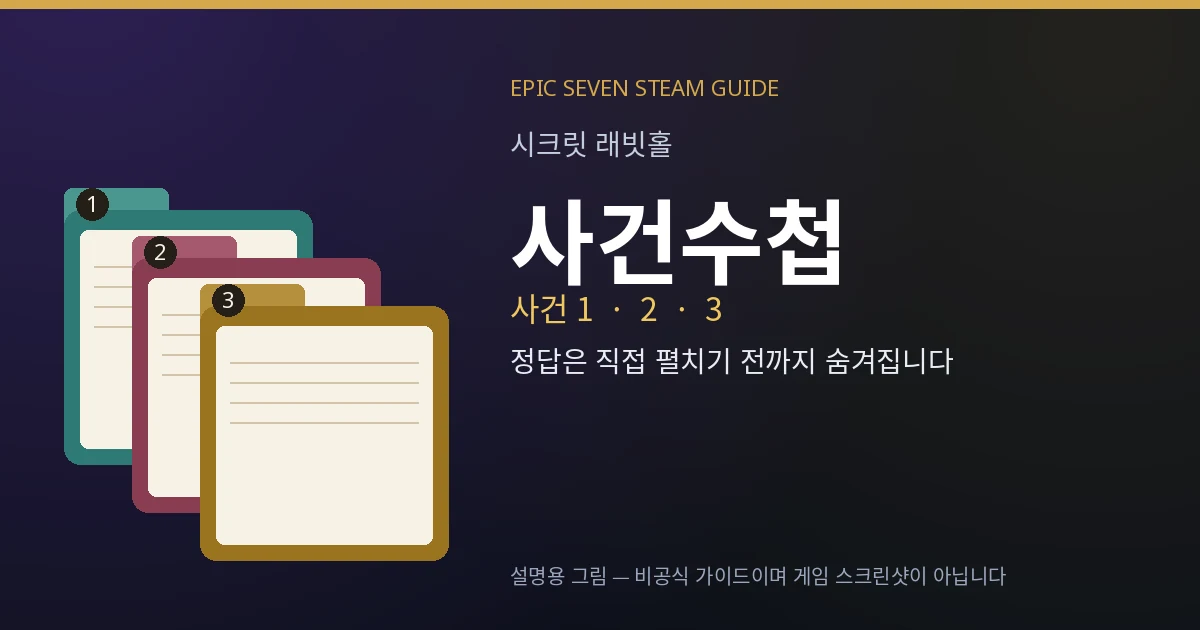 EPIC SEVEN STEAM GUIDE
시크릿 래빗홀
사건수첩
사건 1 · 2 · 3
정답은 직접 펼치기 전까지 숨겨집니다
1
2
3
설명용 그림 — 비공식 가이드이며 게임 스크린샷이 아닙니다